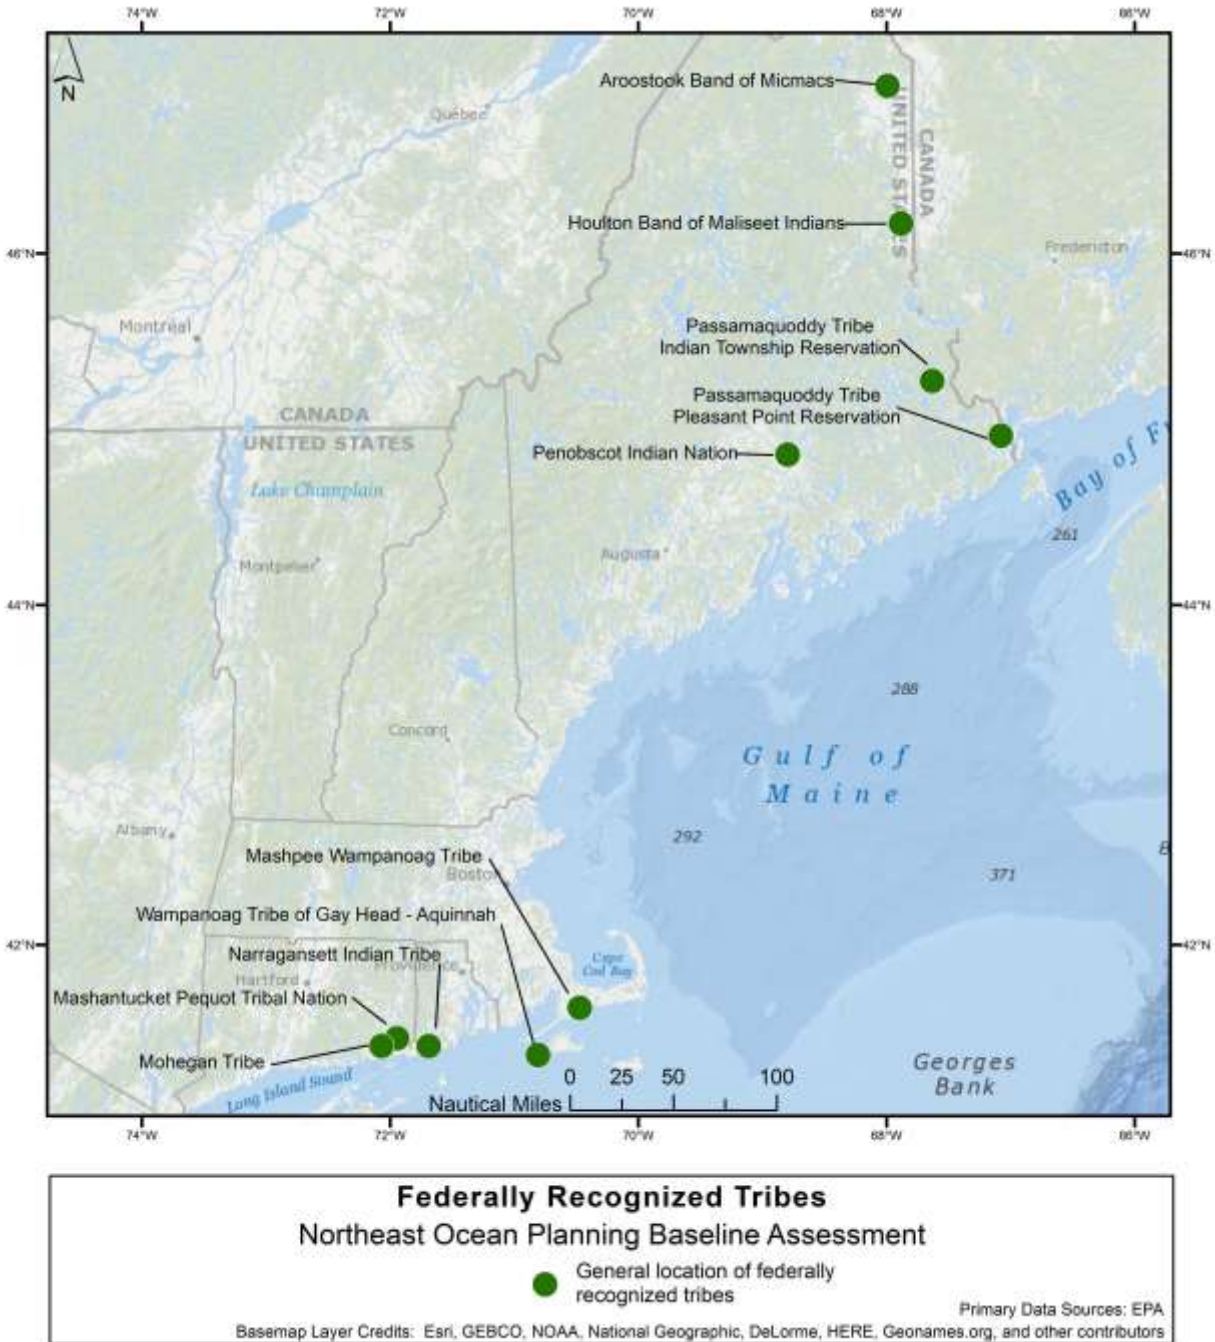 74°W 72°W 70°W 68°W 66°W
N
Aroostook Band of Micmacs
Québec
UNITED STATES
CANADA
Houlton Band of Maliseet Indians
46°N
Fredericton
46°N
Montréal
Passamaquoddy Tribe
Indian Township Reservation
Passamaquoddy Tribe
Pleasant Point Reservation
CANADA
UNITED STATES
Penobscot Indian Nation
Bay of Fu
Lake Champlain
261
Augusta
Montpelier
44°N
44°N
288
Concord
Gulf of
Maine
Albany
292
Mashpee Wampanoag Tribe
Boston
371
Wampanoag Tribe of Gay Head - Aquinnah
42°N
42°N
Narragansett Indian Tribe
Providence
Cape
Cod Bay
Hartford
Mashantucket Pequot Tribal Nation
Mohegan Tribe
Georges
Bank
Long Island Sound
0 25 50 100
Nautical Miles
74°W 72°W 70°W 68°W 66°W
Federally Recognized Tribes
Northeast Ocean Planning Baseline Assessment
General location of federally
recognized tribes
Primary Data Sources: EPA
Basemap Layer Credits: Esri, GEBCO, NOAA, National Geographic, DeLorme, HERE, Geonames.org, and other contributors